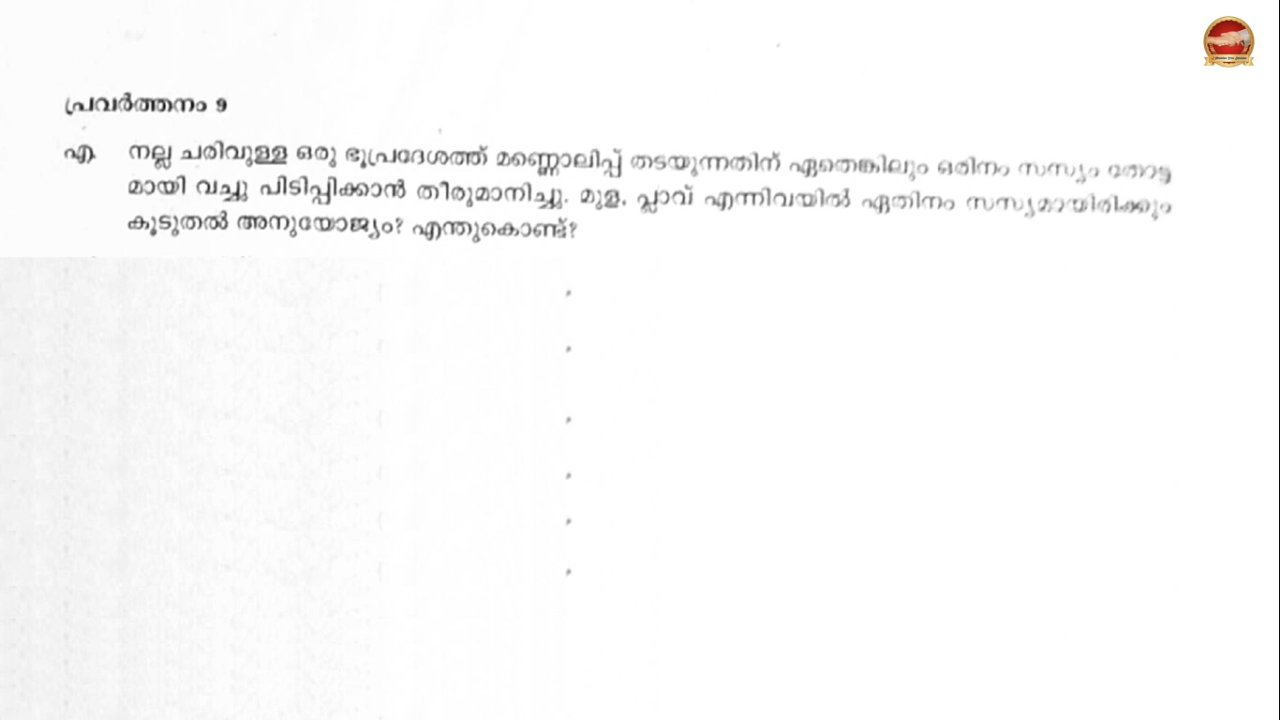 പ്രവർത്തനം 9
എ. നല്ല ചരിവുള്ള ഒരു ഭൂപ്രദേശത്ത് മണ്ണൊലിപ്പ് തടയുന്നതിന് ഏതെങ്കിലും ഒരിനം സസ്യം തോട്ട
മായി വച്ചു പിടിപ്പിക്കാൻ തീരുമാനിച്ചു. മുള, പ്ലാവ് എന്നിവയിൽ ഏതിനം സസ്യമായിരിക്കും
കൂടുതൽ അനുയോജ്യം? എന്തുകൊണ്ട്?